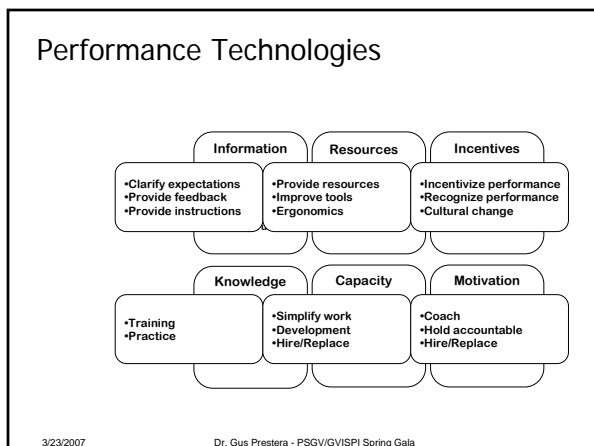 Performance Technologies
Information
•Clarify expectations
•Provide feedback
•Provide instructions
Resources
•Provide resources
•Improve tools
•Ergonomics
Incentives
•Incentivize performance
•Recognize performance
•Cultural change
Knowledge
•Training
•Practice
Capacity
•Simplify work
•Development
•Hire/Replace
Motivation
•Coach
•Hold accountable
•Hire/Replace
3/23/2007
Dr. Gus Prestera - PSGV/GVISPI Spring Gala